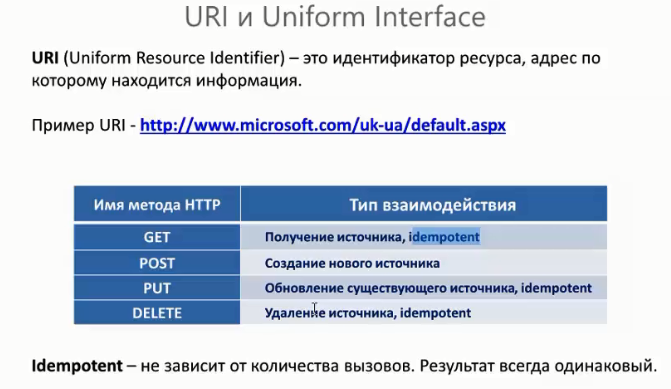 URI и Uniform Interface
URI (Uniform Resource Identifier) – это идентификатор ресурса, адрес по
которому находится информация.
Пример URI - http://www.microsoft.com/uk-ua/default.aspx
Имя метода HTTP Тип взаимодействия
GET Получение источника, idempotent
POST Создание нового источника
PUT Обновление существующего источника, idempotent
DELETE Удаление источника, idempotent
Idempotent – не зависит от количества вызовов. Результат всегда одинаковый.